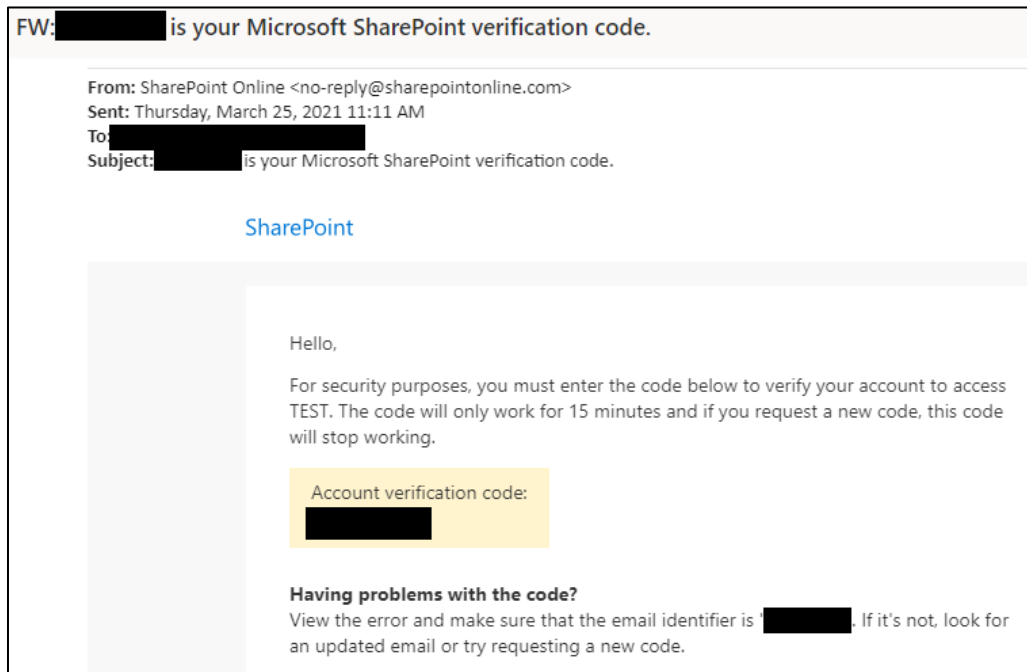 FW: is your Microsoft SharePoint verification code.
From: SharePoint Online <no-reply@sharepointonline.com>
Sent: Thursday, March 25, 2021 11:11 AM
To:
Subject: is your Microsoft SharePoint verification code.
SharePoint
Hello,
For security purposes, you must enter the code below to verify your account to access
TEST. The code will only work for 15 minutes and if you request a new code, this code
will stop working.
Account verification code:
Having problems with the code?
View the error and make sure that the email identifier is '. If it's not, look for
an updated email or try requesting a new code.